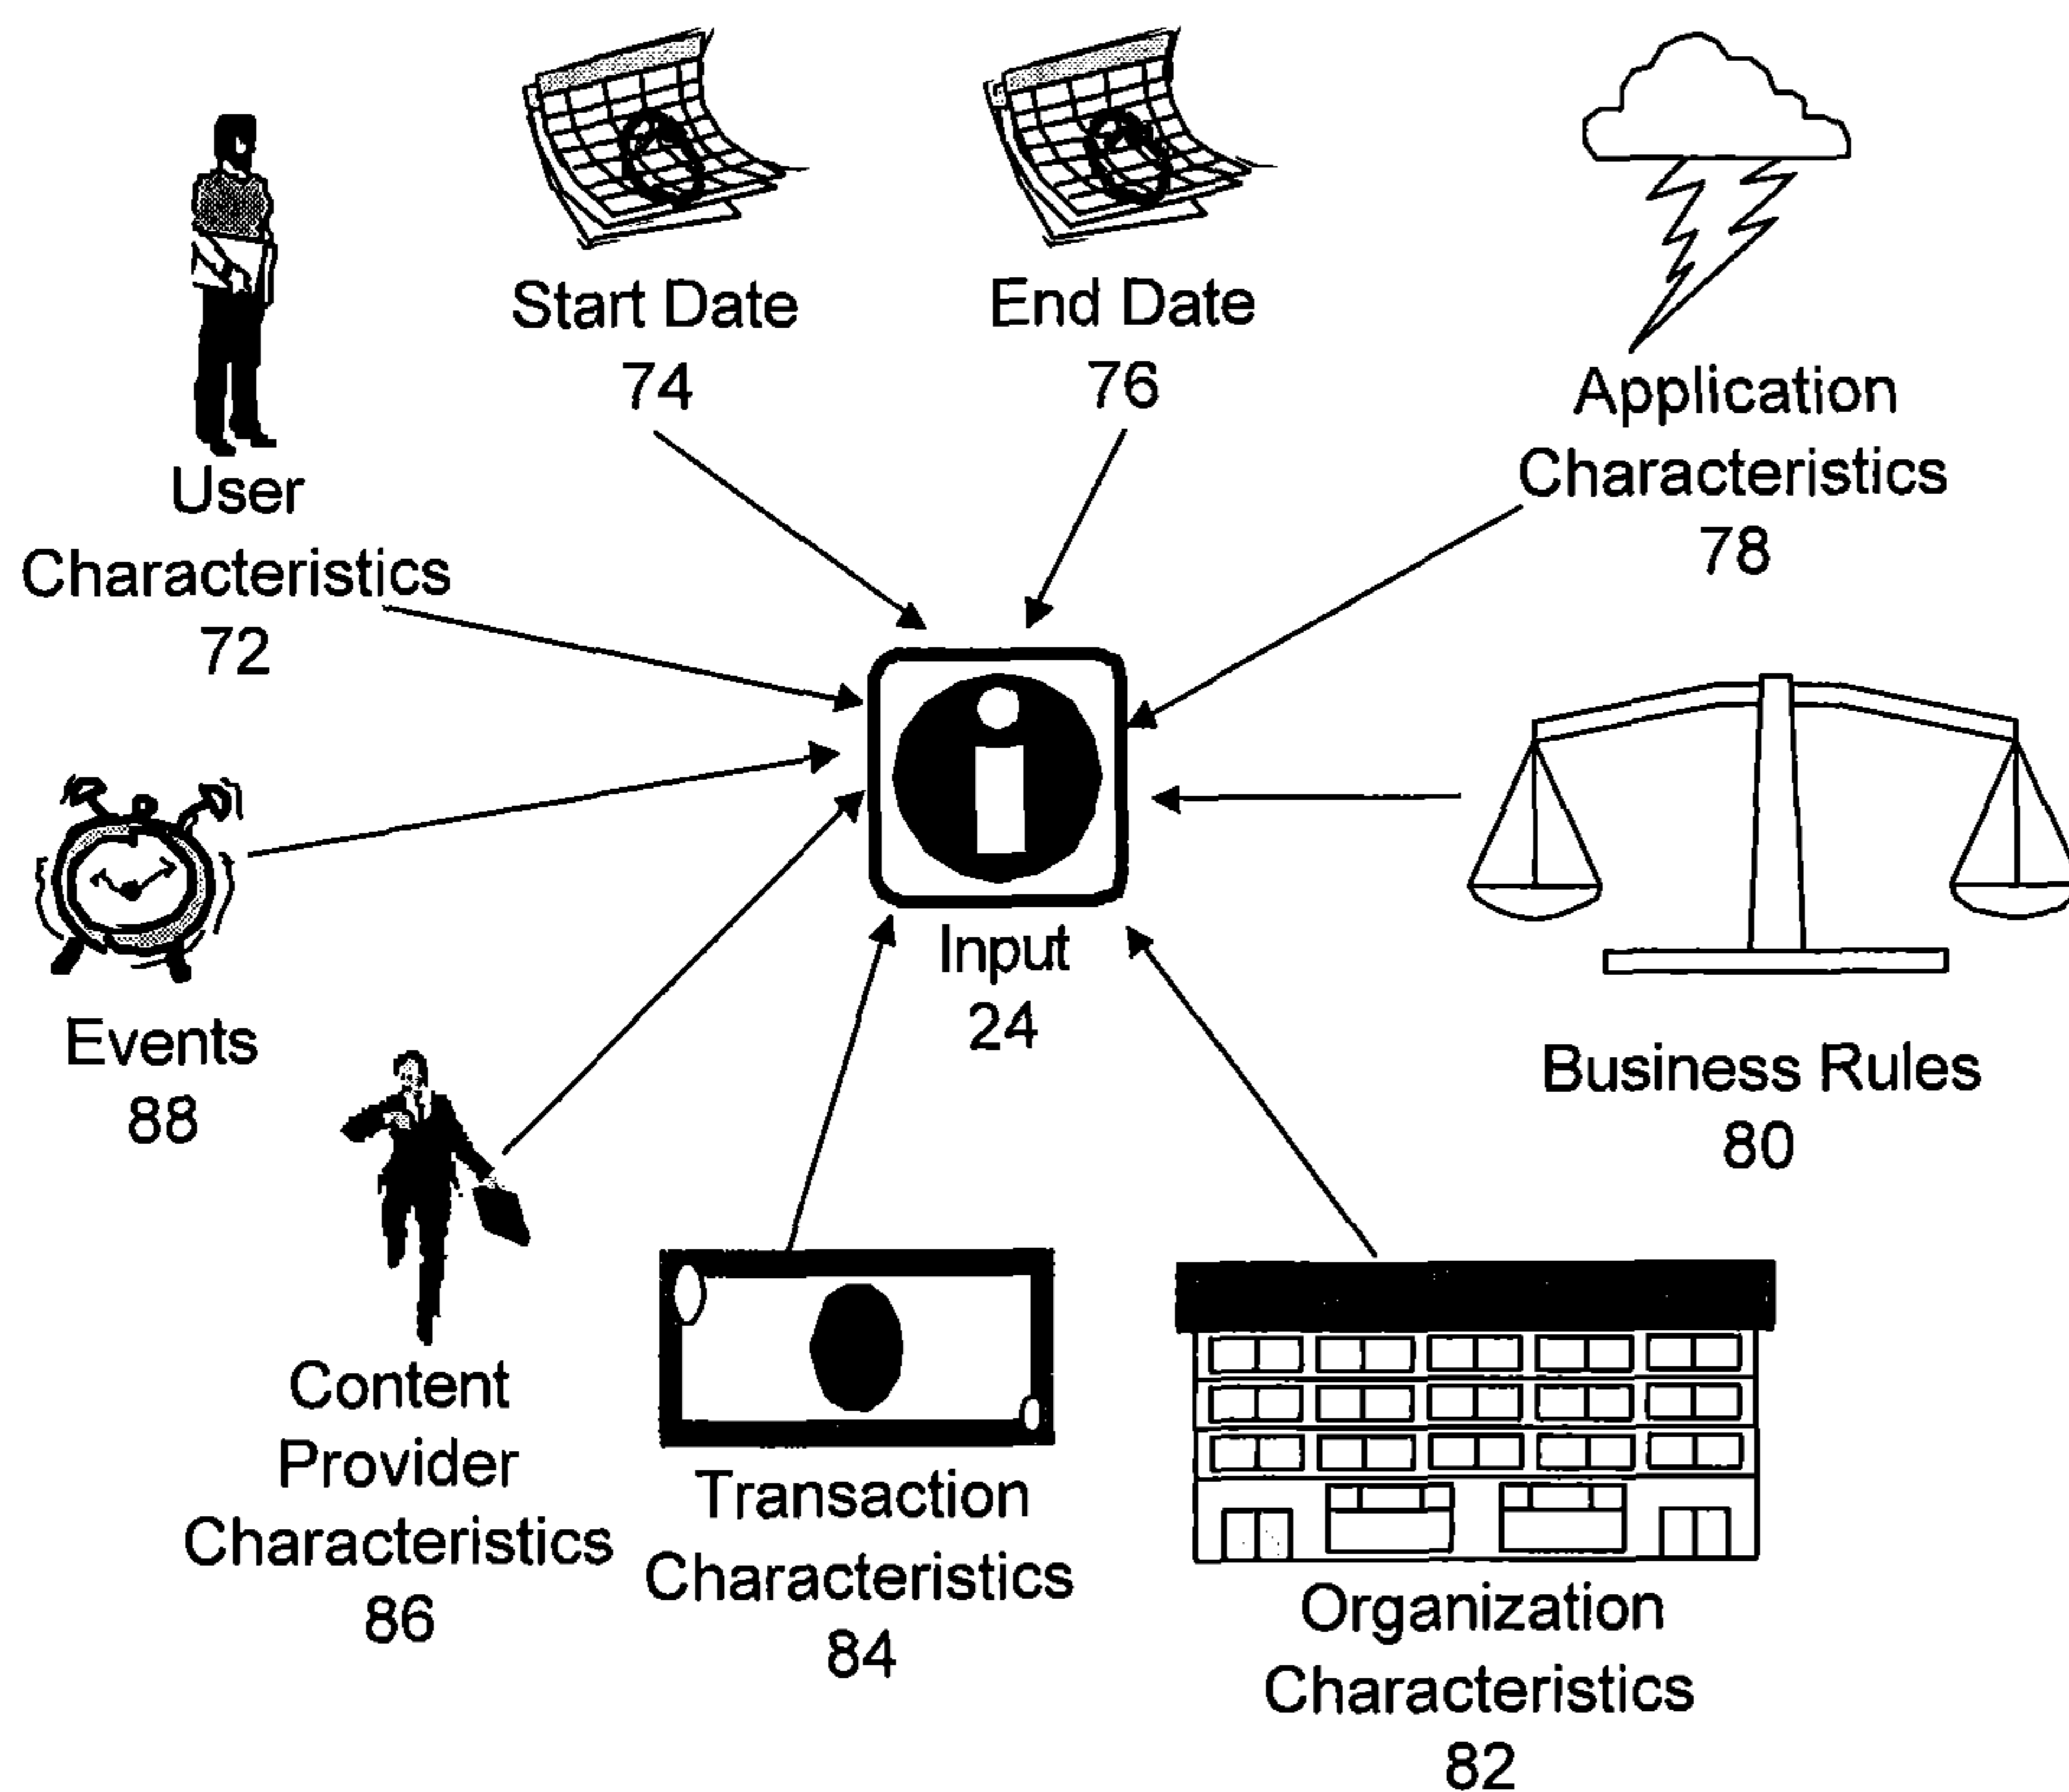 Start Date
74
End Date
76
Application
Characteristics
78
User
Characteristics
72
Input
24
Events
88
Business Rules
80
Content
Provider
Characteristics
86
Transaction
Characteristics
84
Organization
Characteristics
82